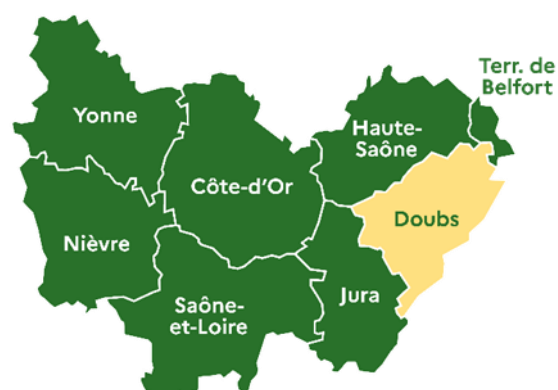 Terr. de
Belfort
Yonne
Haute-
Saône
Côte-d'Or
Doubs
Nièvre
Jura
Saône-
et-Loire